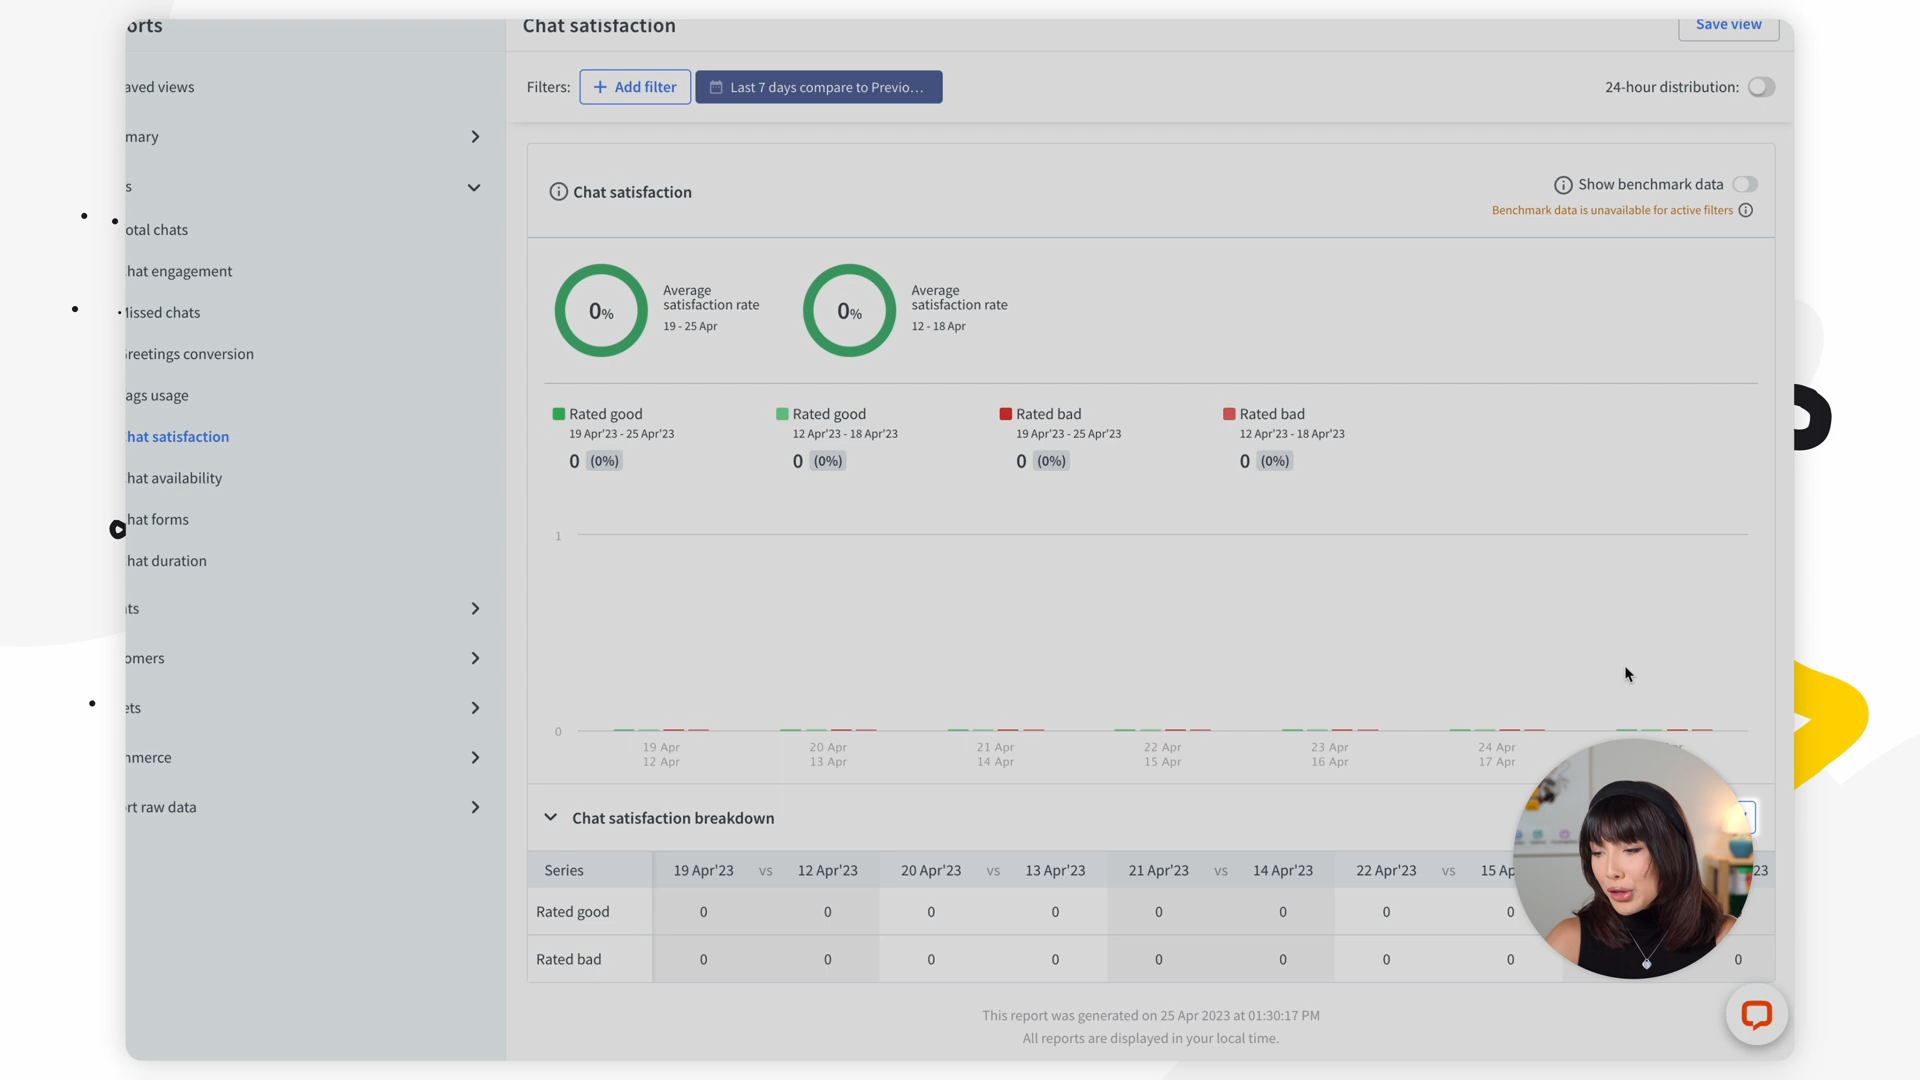 orts
Chat satisfaction
Save view
Filters:
Add filter
Last 7 days compare to Previo...
24-hour distribution:
aved views
mary
s
otal chats
hat engagement
issed chats
reetings conversion
ags usage
hat satisfaction
hat availability
hat forms
hat duration
ts
omers
ets
mmerce
rt raw data
Chat satisfaction
Show benchmark data
Benchmark data is unavailable for active filters
0%
Average
satisfaction rate
19 - 25 Apr
0%
Average
satisfaction rate
12 - 18 Apr
Rated good
19 Apr'23 - 25 Apr'23
0 (0%)
Rated good
12 Apr'23 - 18 Apr'23
0 (0%)
Rated bad
19 Apr'23 - 25 Apr'23
0 (0%)
Rated bad
12 Apr'23 - 18 Apr'23
0 (0%)
1
0
19 Apr
12 Apr
20 Apr
13 Apr
21 Apr
14 Apr
22 Apr
15 Apr
23 Apr
16 Apr
24 Apr
17 Apr
Chat satisfaction breakdown
Series 19 Apr'23 vs 12 Apr'23 20 Apr'23 vs 13 Apr'23 21 Apr'23 vs 14 Apr'23 22 Apr'23 vs 15 Ap 23
Rated good 0 0 0 0 0 0 0 0
Rated bad 0 0 0 0 0 0 0 0 0
This report was generated on 25 Apr 2023 at 01:30:17 PM
All reports are displayed in your local time.